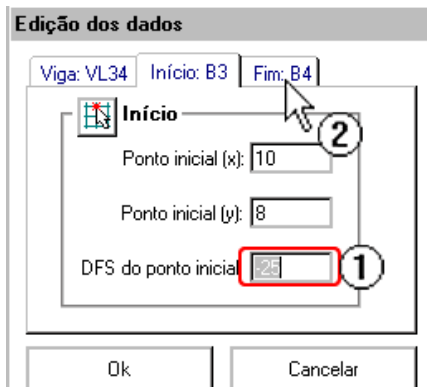 Edição dos dados
Viga: VL34 Início: B3 Fim: B4
Início
2
Ponto inicial (x): 10
Ponto inicial (y): 8
DFS do ponto inicial -25 1
Ok Cancelar